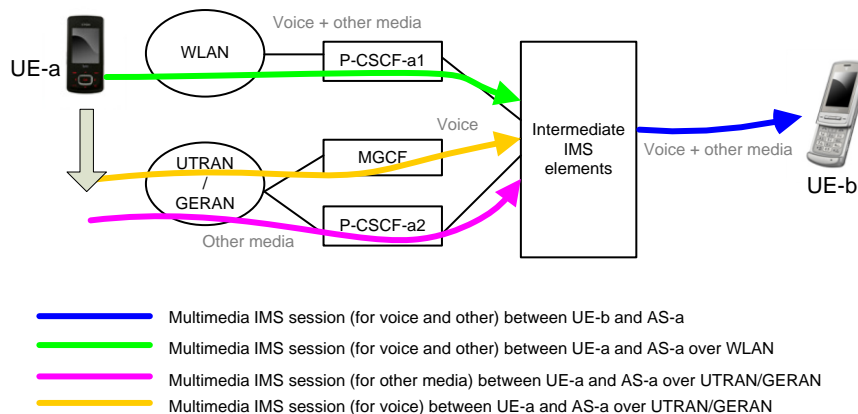 Voice + other media
WLAN
P-CSCF-a1
UE-a
Voice
UTRAN
/
GERAN
MGCF
Intermediate
IMS
elements
Voice + other media
UE-b
P-CSCF-a2
Other media
Multimedia IMS session (for voice and other) between UE-b and AS-a
Multimedia IMS session (for voice and other) between UE-a and AS-a over WLAN
Multimedia IMS session (for other media) between UE-a and AS-a over UTRAN/GERAN
Multimedia IMS session (for voice) between UE-a and AS-a over UTRAN/GERAN